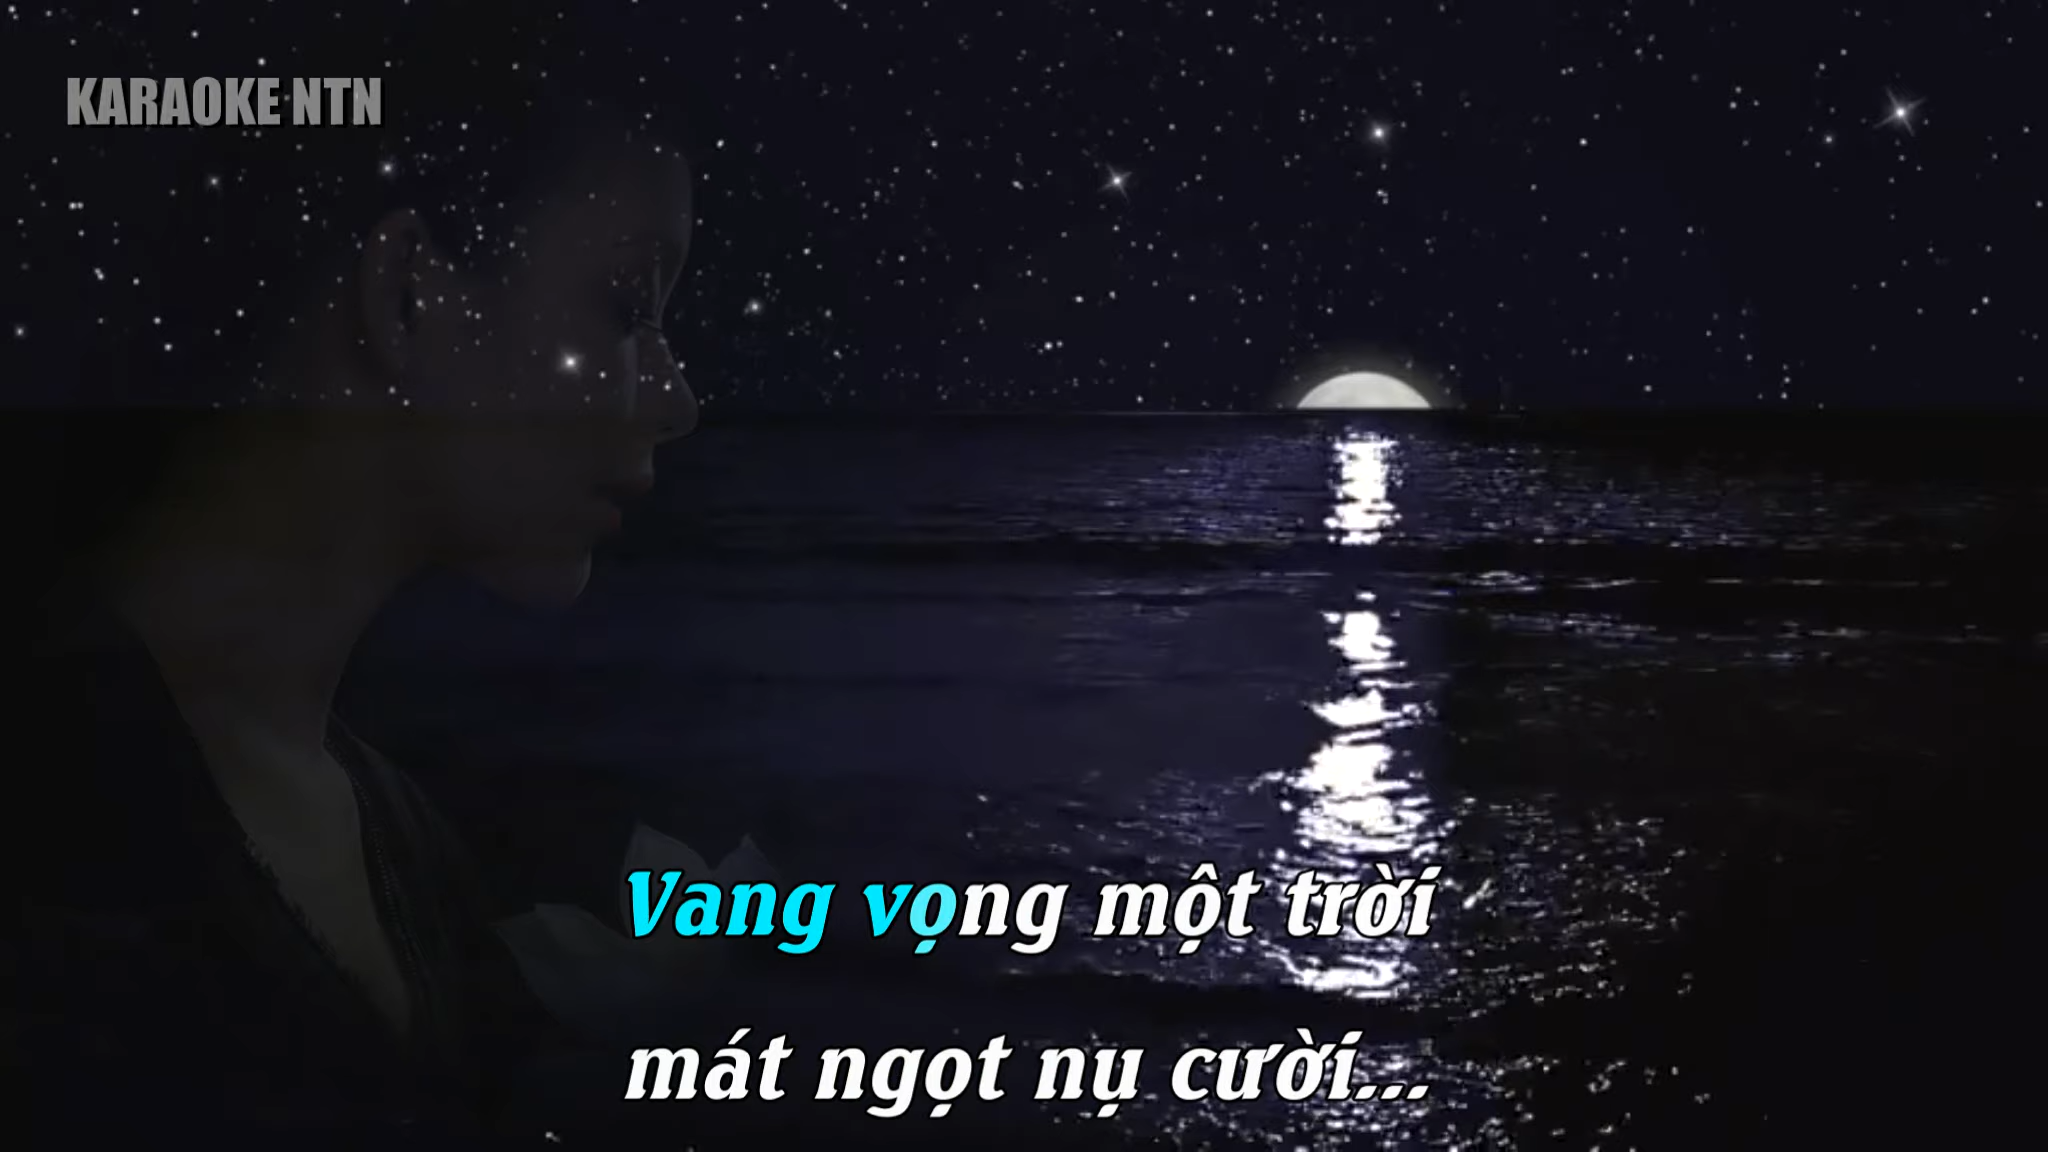 KARAOKE NTN
Vang vọng một trời
mát ngọt nụ cười...